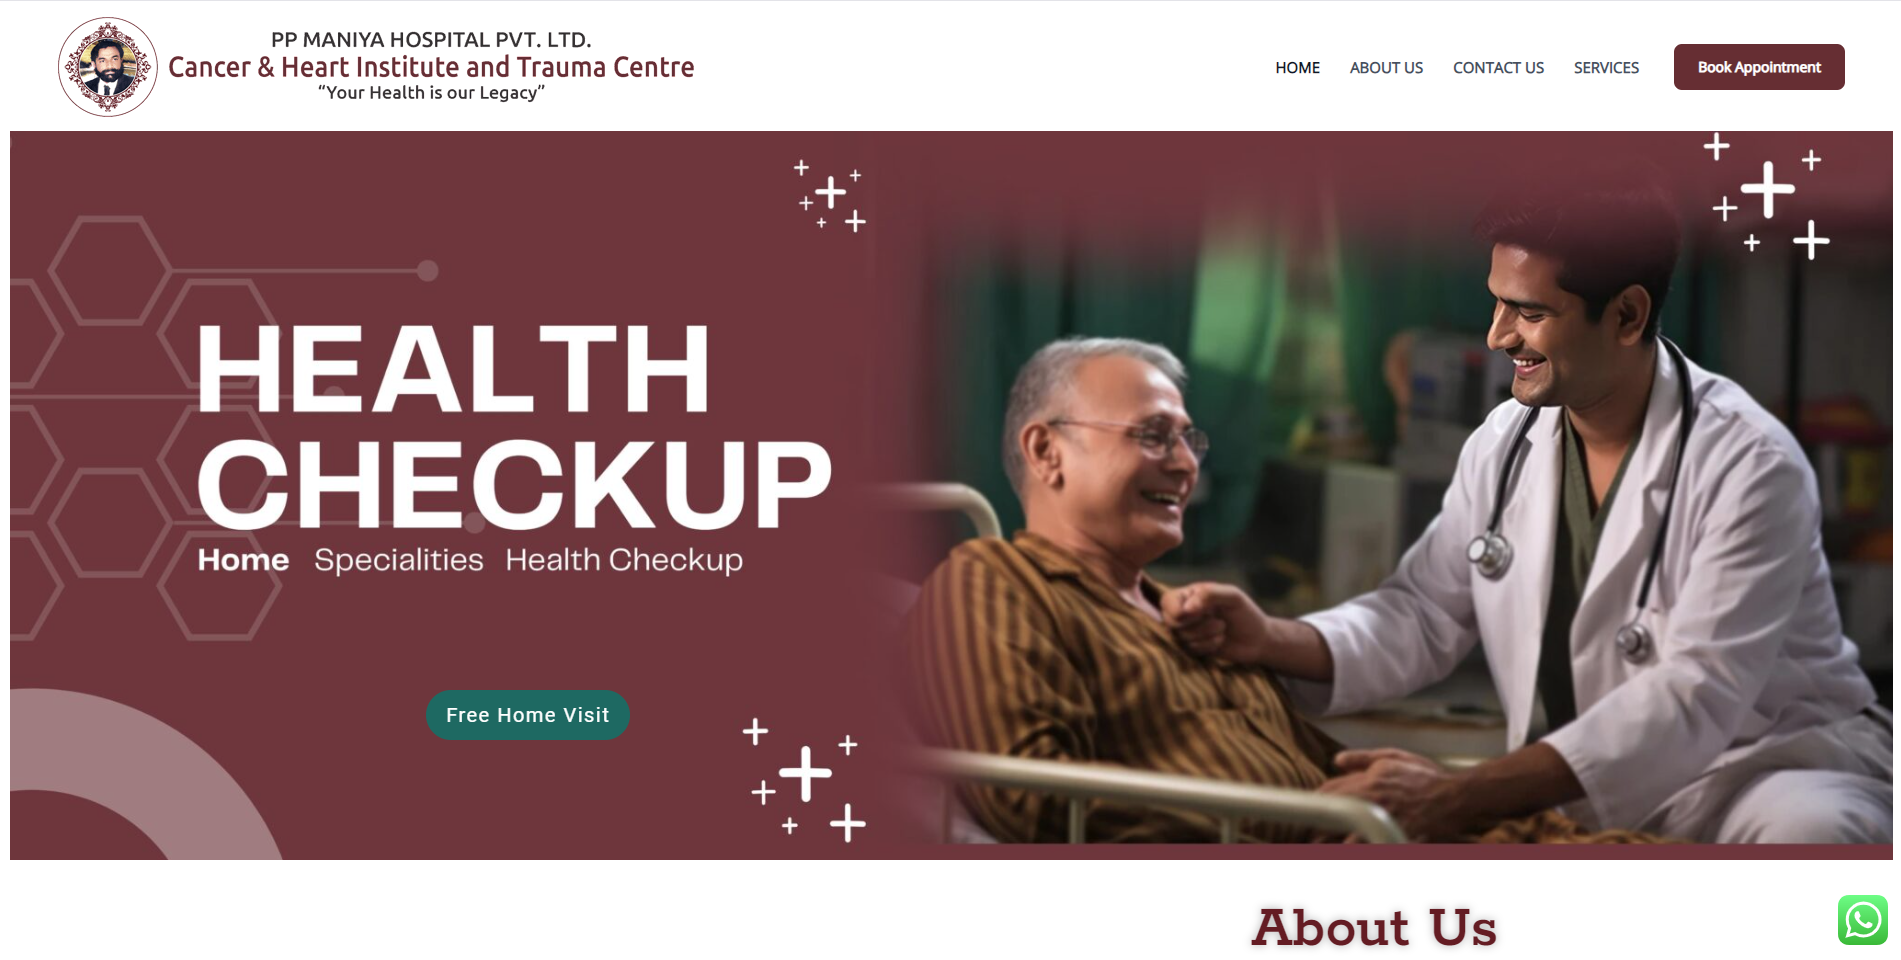 PP MANIYA HOSPITAL PVT. LTD.
Cancer & Heart Institute and Trauma Centre
“Your Health is our Legacy”
HOME ABOUT US CONTACT US SERVICES Book Appointment
HEALTH
CHECKUP
Home Specialities Health Checkup
Free Home Visit
About Us